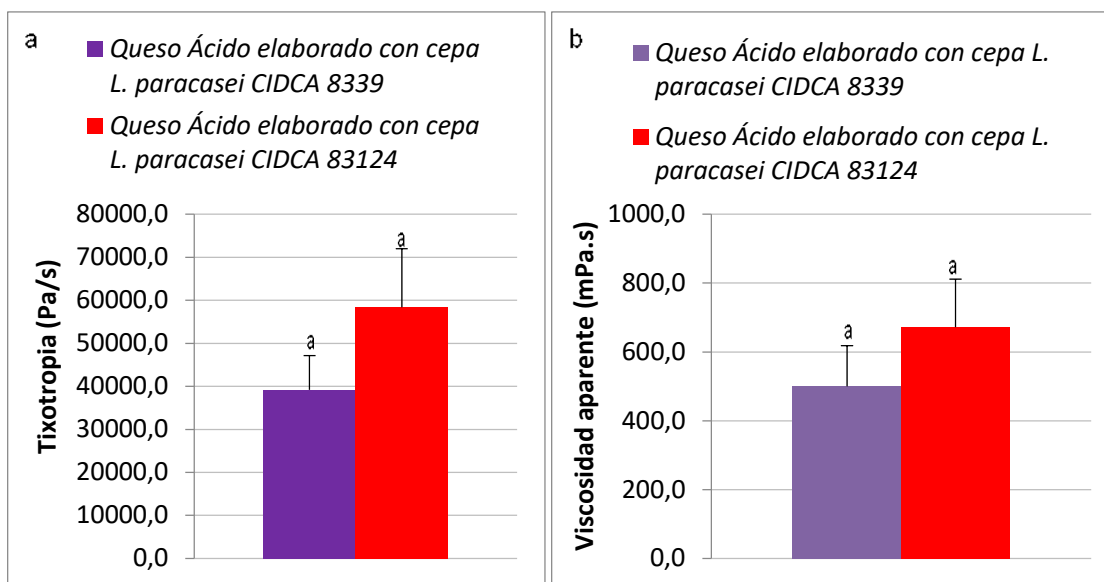 a
Queso Ácido elaborado con cepa
L. paracasei CIDCA 8339
Queso Ácido elaborado con cepa
L. paracasei CIDCA 83124
Tixotropia (Pa/s)
80000,0
70000,0
60000,0
50000,0
40000,0
30000,0
20000,0
10000,0
0,0
a
a
b
Queso Ácido elaborado con cepa L.
paracasei CIDCA 8339
Queso Ácido elaborado con cepa L.
paracasei CIDCA 83124
Viscosidad aparente (mPa.s)
1000,0
800,0
600,0
400,0
200,0
0,0
a
a